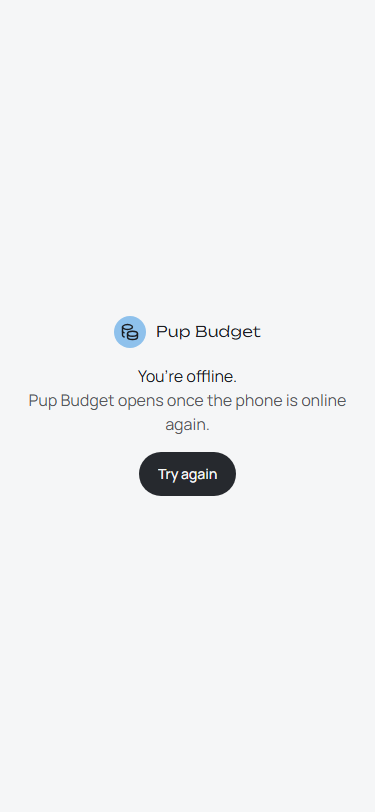 Pup Budget
You're offline.
Pup Budget opens once the phone is online
again.
Try again